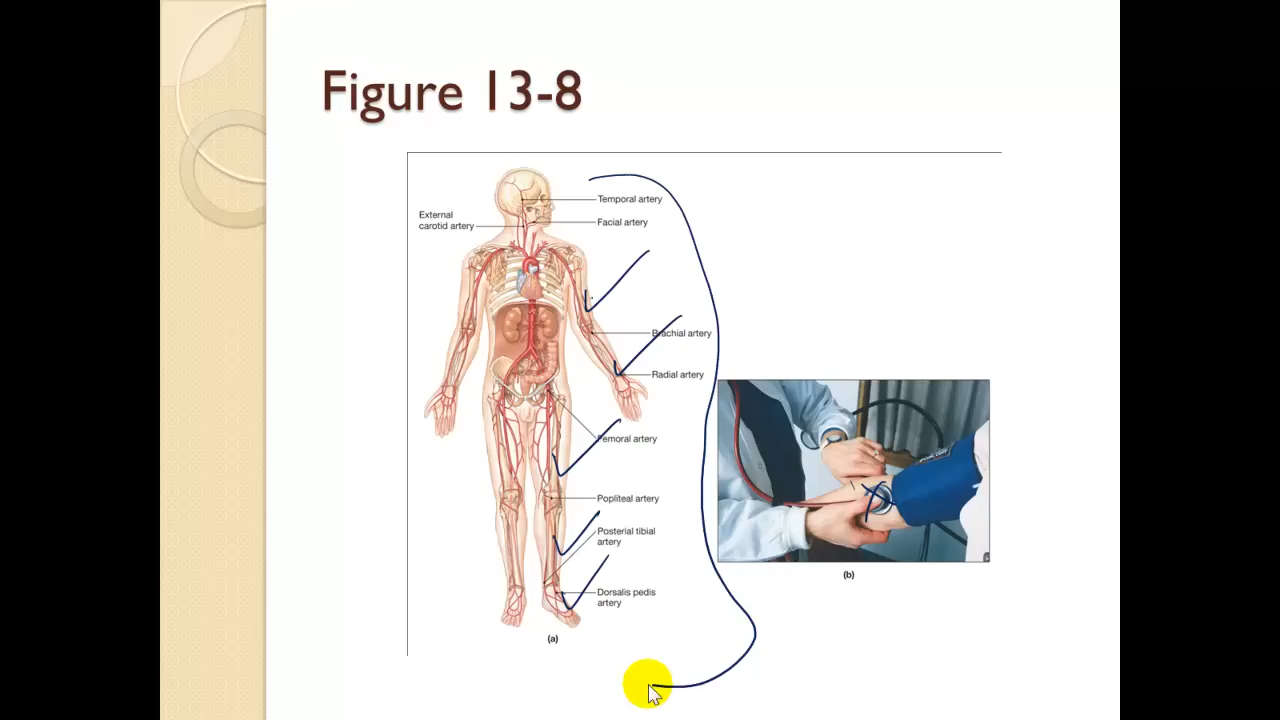 Figure 13-8
Temporal artery
External
carotid artery
Facial artery
Brachial artery
Radial artery
Femoral artery
Popliteal artery
Posterial tibial
artery
Dorsalis pedis
artery
(a)
(b)